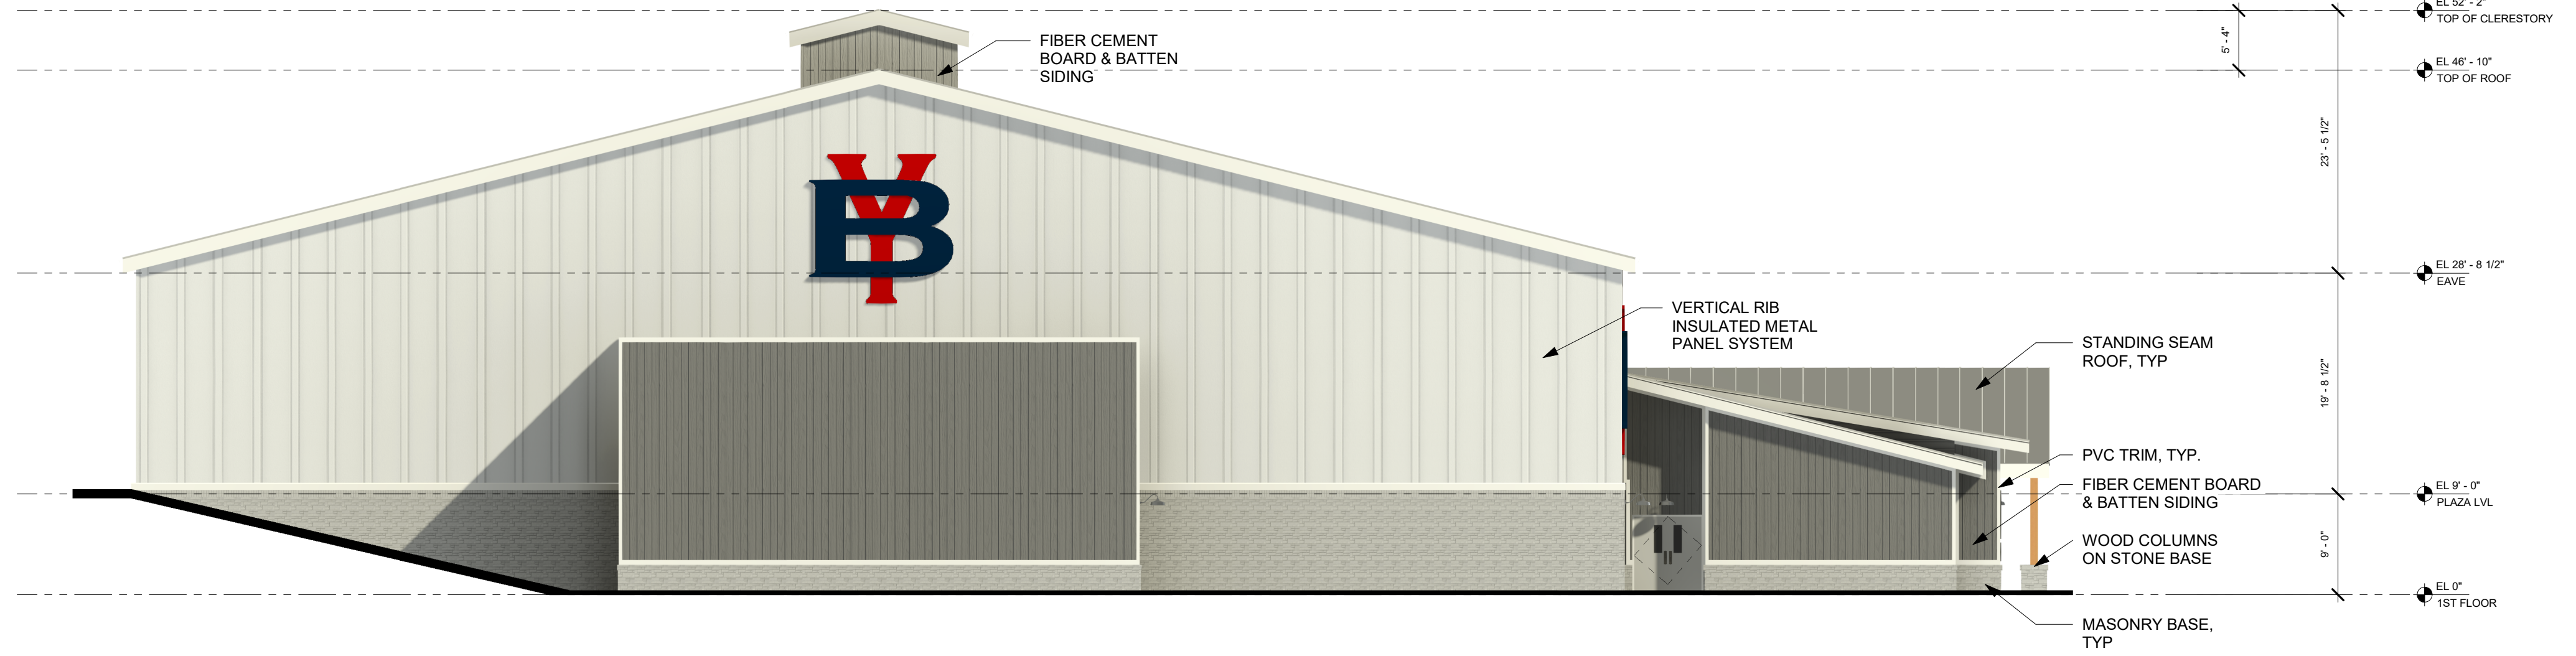 EL 52' - 2"
TOP OF CLERESTORY
FIBER CEMENT
BOARD & BATTEN
SIDING
5' - 4"
EL 46' - 10"
TOP OF ROOF
23' - 5 1/2"
YB
EL 28' - 8 1/2"
EAVE
VERTICAL RIB
INSULATED METAL
PANEL SYSTEM
STANDING SEAM
ROOF, TYP
19' - 8 1/2"
PVC TRIM, TYP.
FIBER CEMENT BOARD
& BATTEN SIDING
EL 9' - 0"
PLAZA LVL
WOOD COLUMNS
ON STONE BASE
9' - 0"
EL 0"
1ST FLOOR
MASONRY BASE,
TYP